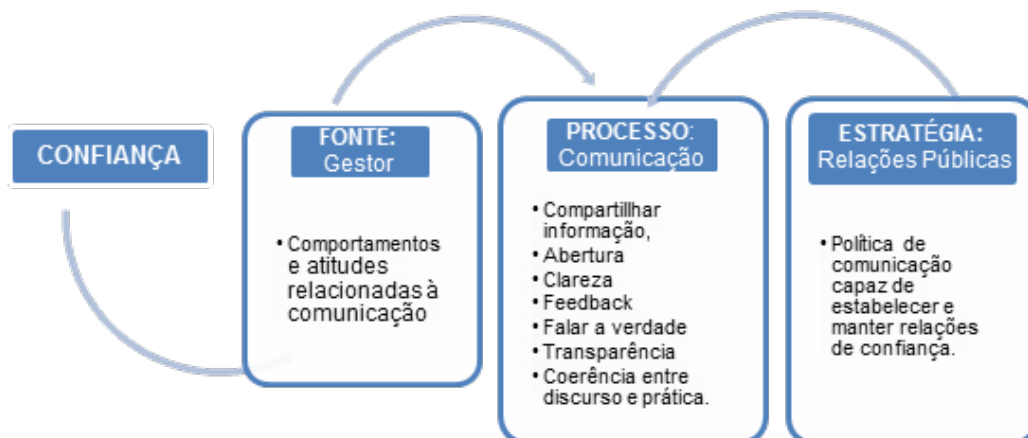 CONFIANÇA
FONTE:
Gestor
• Comportamentos
e atitudes
relacionadas à
comunicação
PROCESSO:
Comunicação
• Compartillhar
informação,
• Abertura
• Clareza
• Feedback
• Falar a verdade
• Transparência
• Coerência entre
discurso e prática.
ESTRATÉGIA:
Relações Públicas
• Política de
comunicação
capaz de
estabelecer e
manter relações
de confiança.